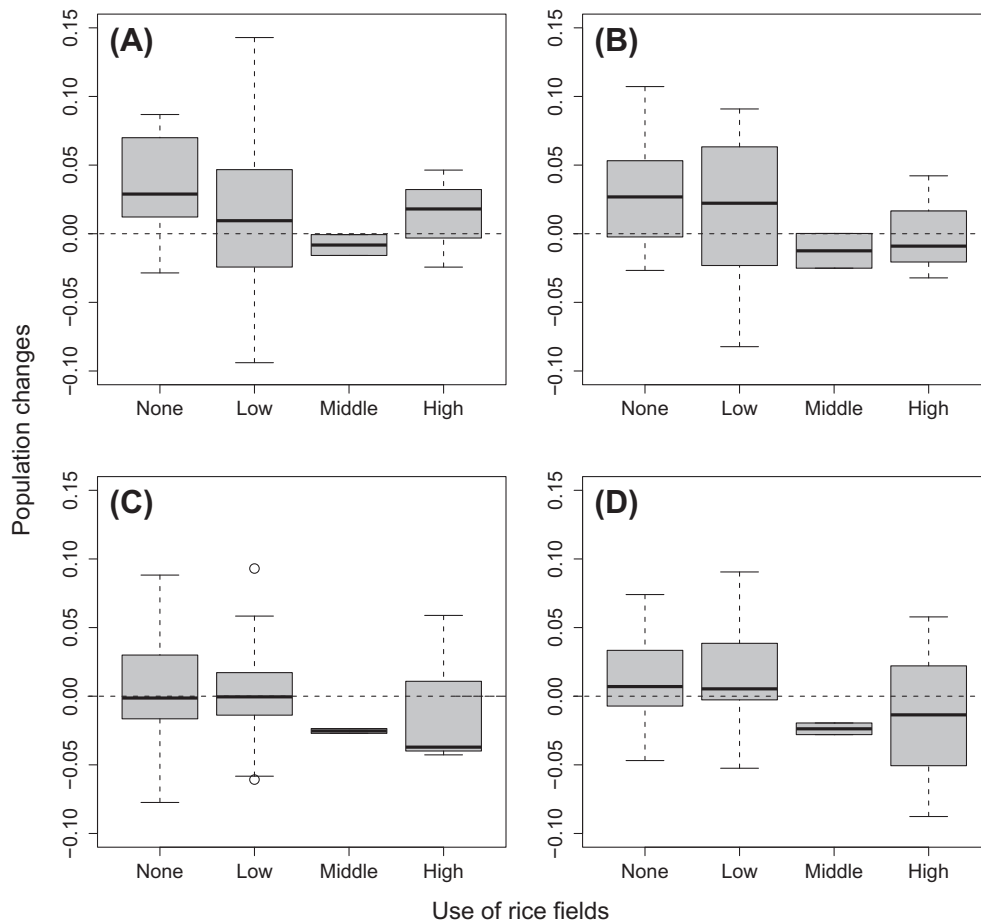 (A)
0.15
0.10
0.05
0.00
−0.05
−0.10
None Low Middle High
(B)
0.15
0.10
0.05
0.00
−0.05
−0.10
None Low Middle High
Population changes
(C)
0.15
0.10
0.05
0.00
−0.05
−0.10
None Low Middle High
(D)
0.15
0.10
0.05
0.00
−0.05
−0.10
None Low Middle High
Use of rice fields